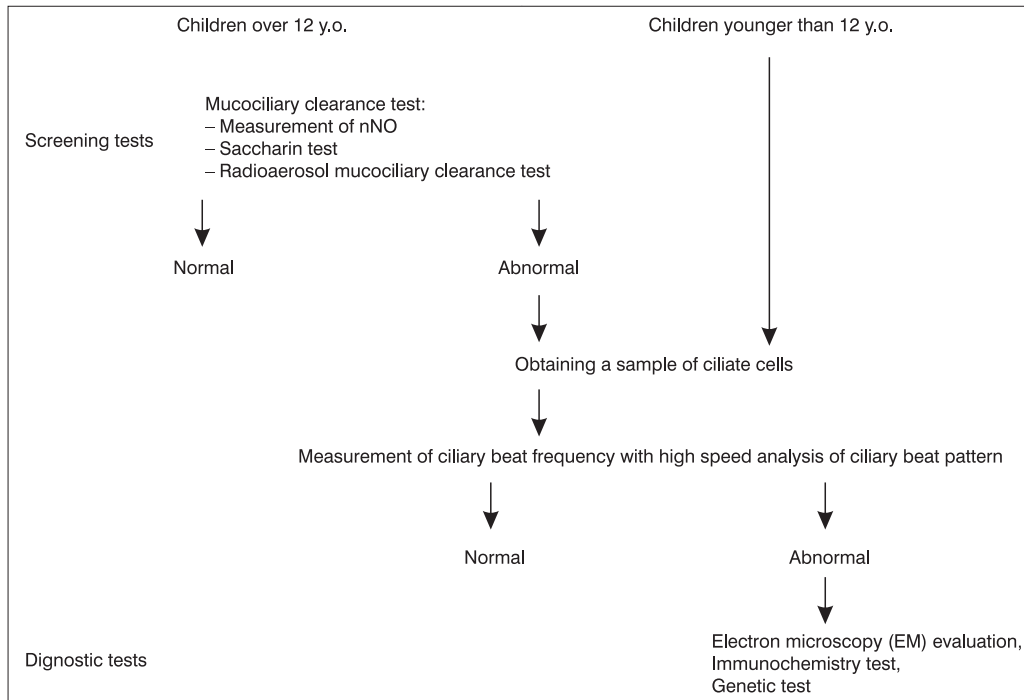 Children over 12 y.o.
Children younger than 12 y.o.
Screening tests
Mucociliary clearance test:
– Measurement of nNO
– Saccharin test
– Radioaerosol mucociliary clearance test
Normal
Abnormal
Obtaining a sample of ciliate cells
Measurement of ciliary beat frequency with high speed analysis of ciliary beat pattern
Normal
Abnormal
Dignostic tests
Electron microscopy (EM) evaluation,
Immunochemistry test,
Genetic test